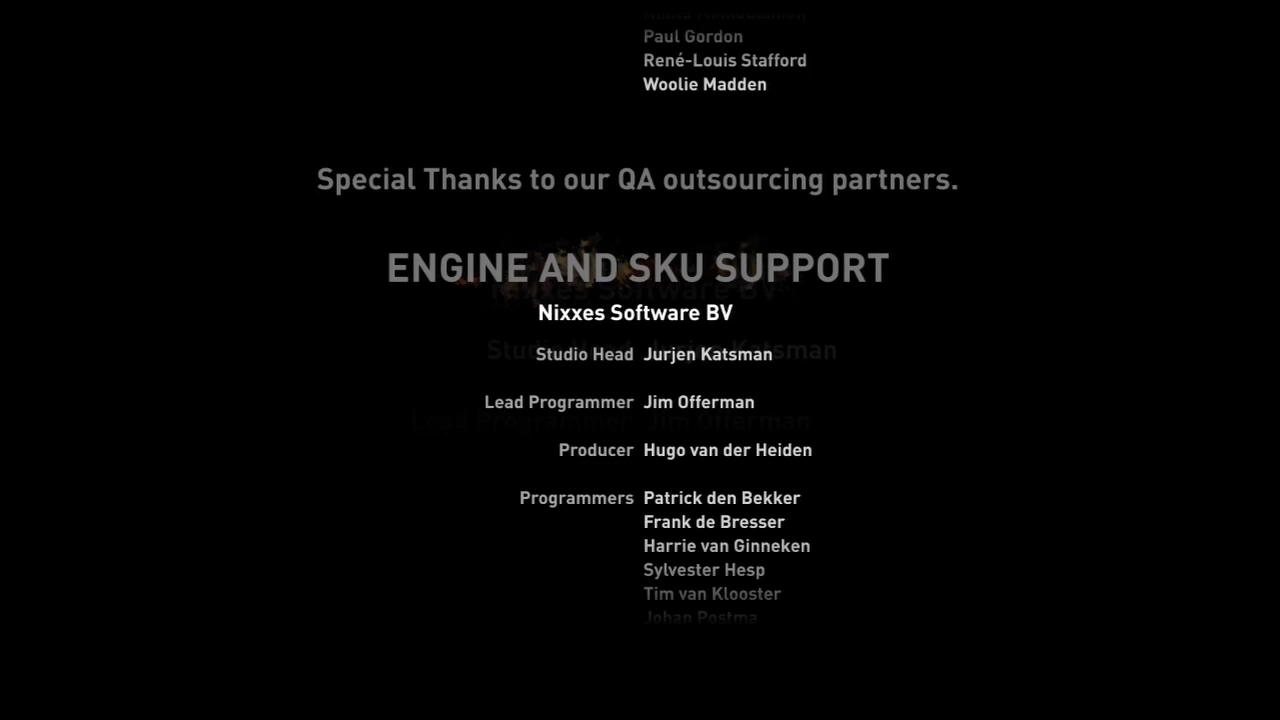 Paul Gordon
René-Louis Stafford
Woolie Madden
Special Thanks to our QA outsourcing partners.
ENGINE AND SKU SUPPORT
Nixxes Software BV
Studio Head Jurjen Katsman
Lead Programmer Jim Offerman
Producer Hugo van der Heiden
Programmers Patrick den Bekker
Frank de Bresser
Harrie van Ginneken
Sylvester Hesp
Tim van Klooster
Johan Postma